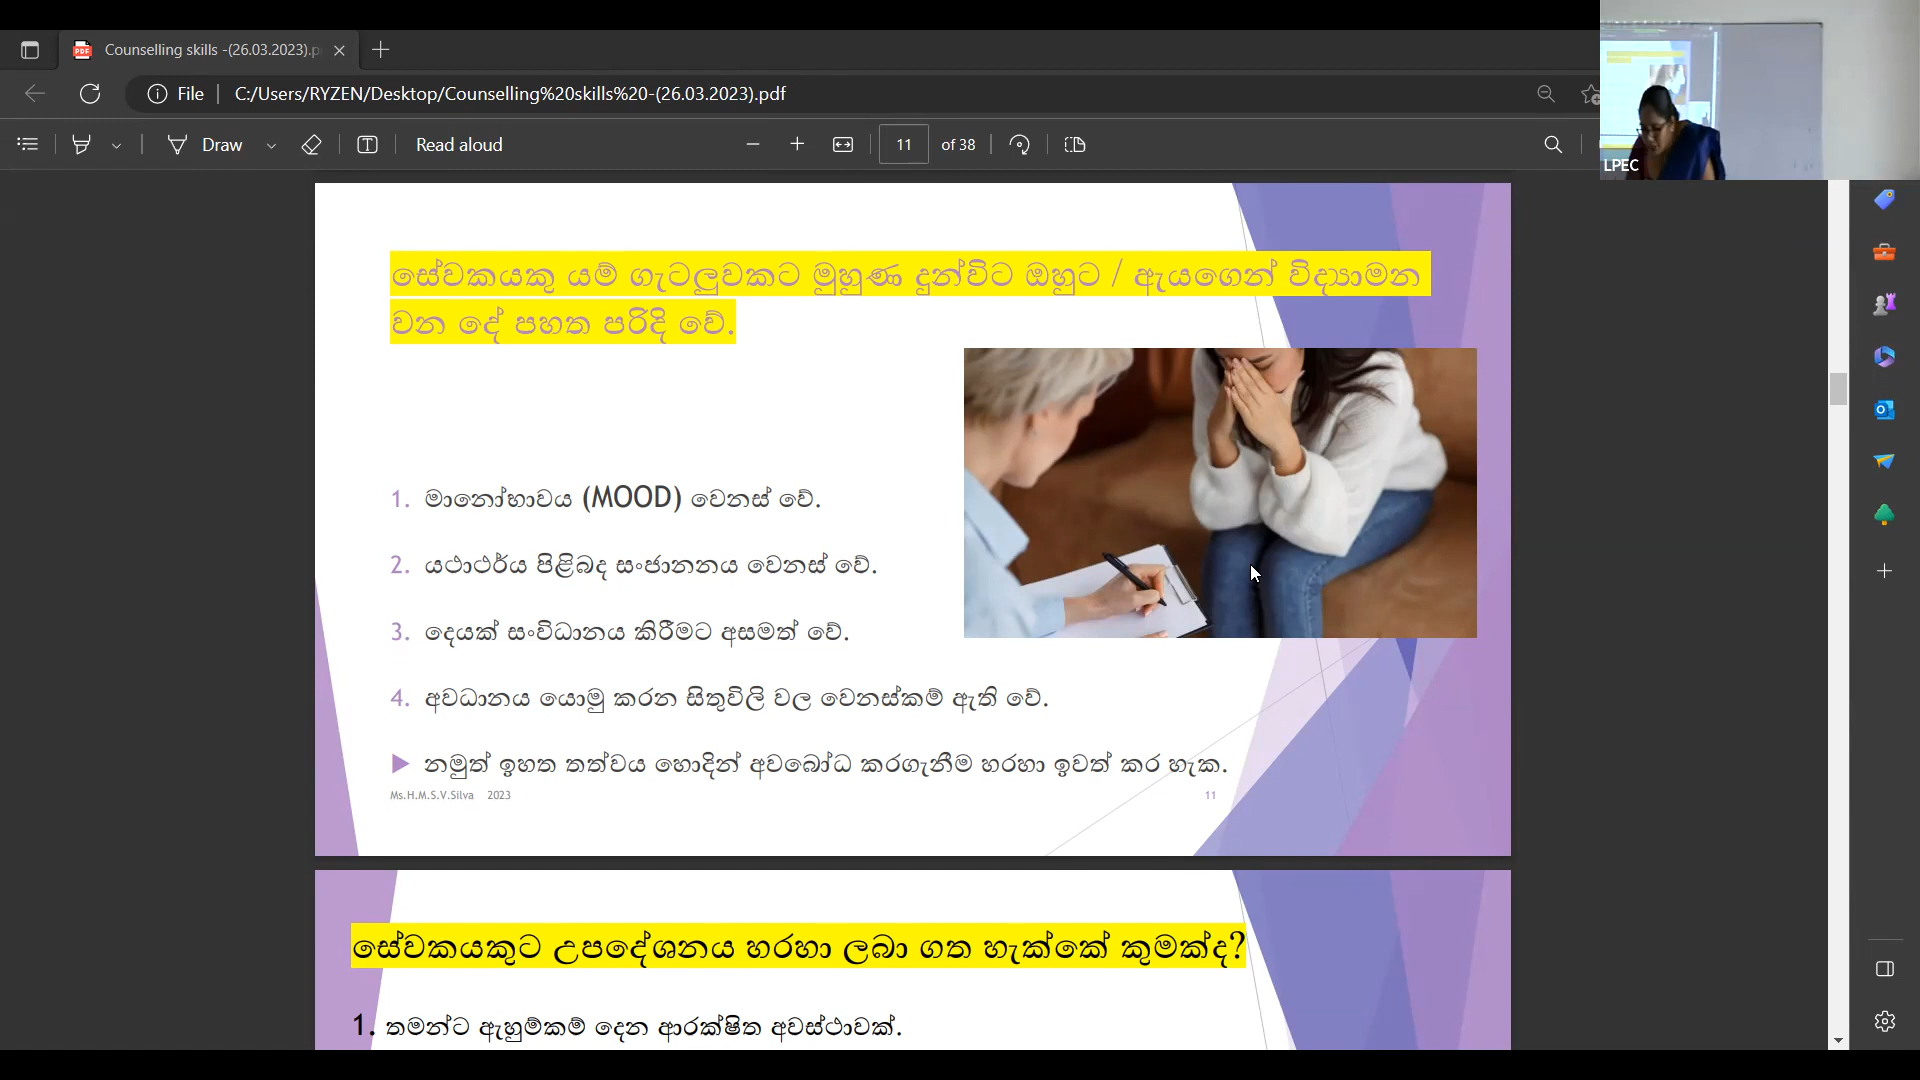 Counselling skills -(26.03.2023).p
File
C:/Users/RYZEN/Desktop/Counselling%20skills%20-(26.03.2023).pdf
Draw
Read aloud
11 of 38
LPEC
සේවකයකු යම් ගැටලුවකට මුහුණ දුන්විට ඔහුට / ඇයගෙන් විද්‍යාමන
වන දේ පහත පරිදි වේ.
1. මානෝභාවය (MOOD) වෙනස් වේ.
2. යථාර්ථය පිළිබද සංජානනය වෙනස් වේ.
3. දෙයක් සංවිධානය කිරීමට අසමත් වේ.
4. අවධානය යොමු කරන සිතුවිලි වල වෙනස්කම් ඇති වේ.
නමුත් ඉහත තත්වය හොදින් අවබෝධ කරගැනීම හරහා ඉවත් කර හැක.
Ms.H.M.S.V.Silva 2023
11
සේවකයකුට උපදේශනය හරහා ලබා ගත හැක්කේ කුමක්ද?
1. තමන්ට ඇහුම්කම් දෙන ආරක්ෂිත අවස්ථාවක්.